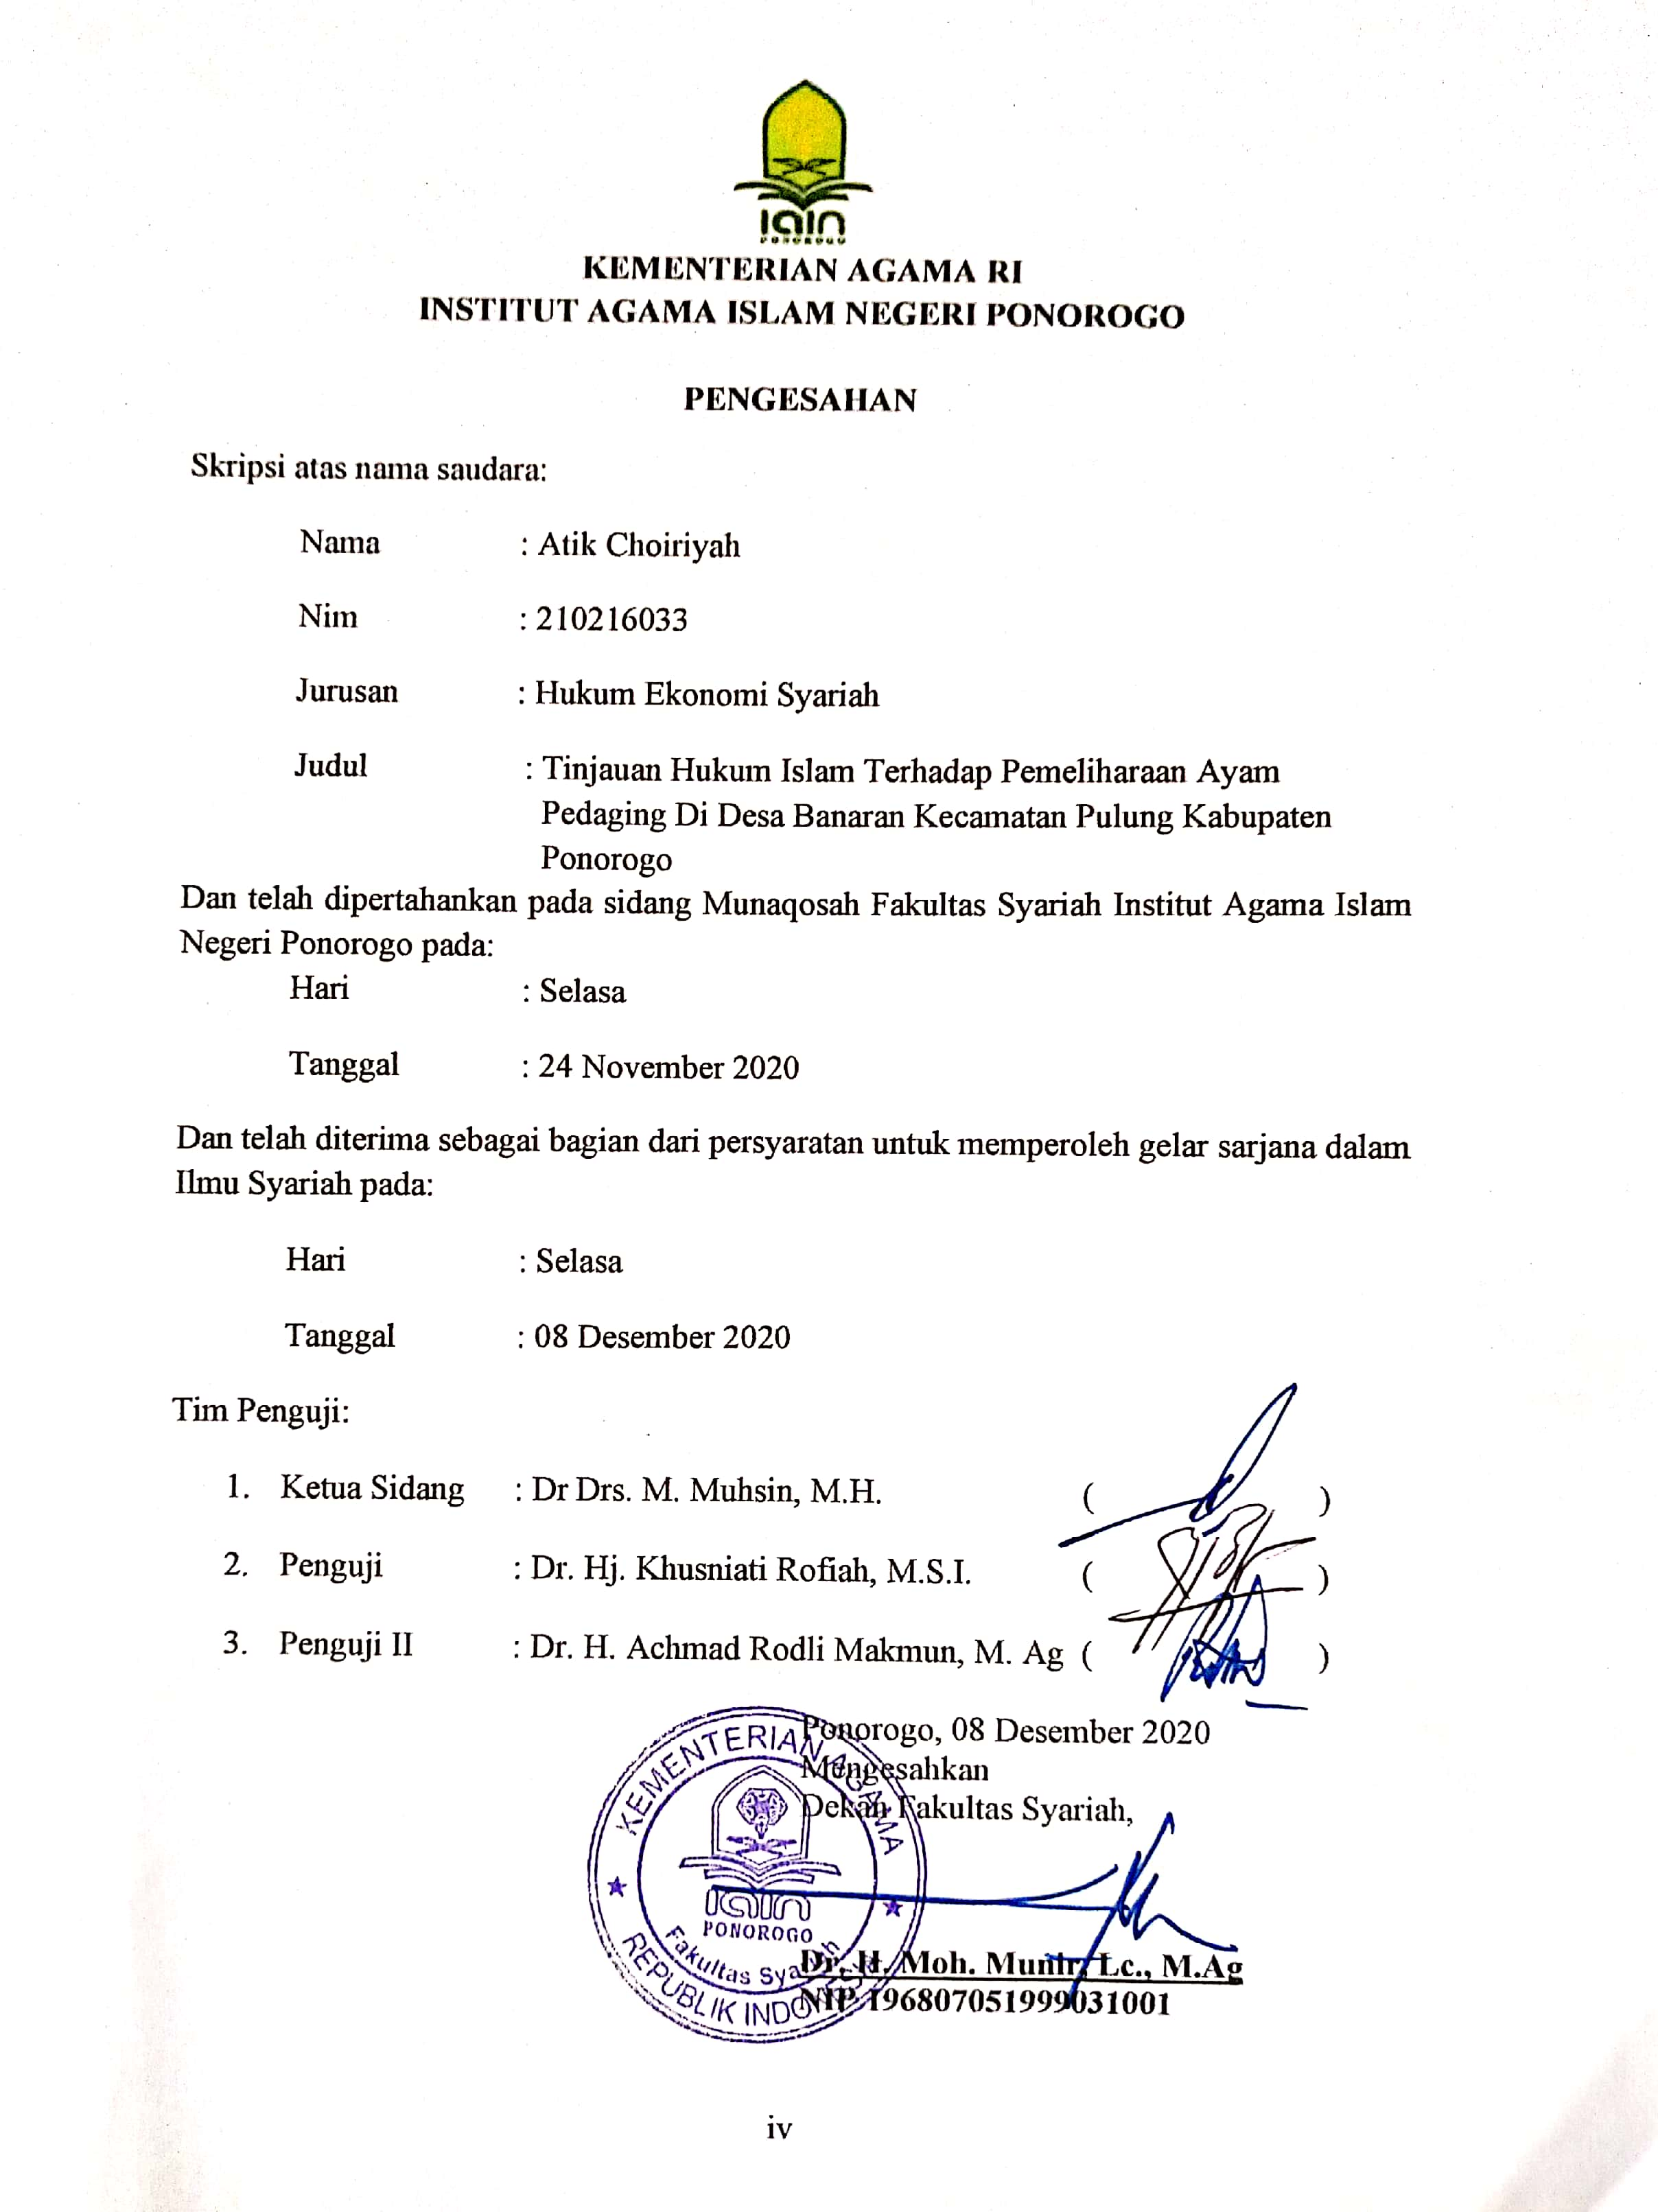 iain
PONOROGO
KEMENTERIAN AGAMA RI
INSTITUT AGAMA ISLAM NEGERI PONOROGO
PENGESAHAN
Skripsi atas nama saudara:
Nama : Atik Choiriyah
Nim : 210216033
Jurusan : Hukum Ekonomi Syariah
Judul : Tinjauan Hukum Islam Terhadap Pemeliharaan Ayam
Pedaging Di Desa Banaran Kecamatan Pulung Kabupaten
Ponorogo
Dan telah dipertahankan pada sidang Munaqosah Fakultas Syariah Institut Agama Islam
Negeri Ponorogo pada:
Hari : Selasa
Tanggal : 24 November 2020
Dan telah diterima sebagai bagian dari persyaratan untuk memperoleh gelar sarjana dalam
Ilmu Syariah pada:
Hari : Selasa
Tanggal : 08 Desember 2020
Tim Penguji:
1. Ketua Sidang : Dr Drs. M. Muhsin, M.H. ( )
2. Penguji : Dr. Hj. Khusniati Rofiah, M.S.I. ( )
3. Penguji II : Dr. H. Achmad Rodli Makmun, M. Ag ( )
Ponorogo, 08 Desember 2020
Mengesahkan
Dekan Fakultas Syariah,
KEMENTERIAN AGAMA
iain
PONOROGO
Fakultas Syariah
REPUBLIK INDONESIA
Dr. H. Moh. Munir, Lc., M.Ag
NIP 196807051999031001
iv